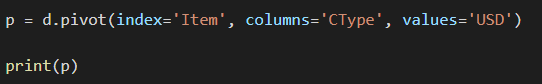 p = d.pivot(index='Item', columns='CType', values='USD')
print(p)